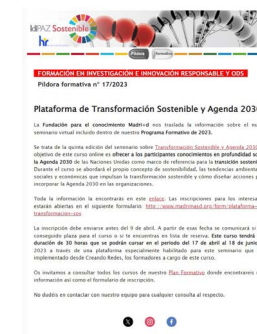 IdiPAZ Sostenible
hr
Píldoras Formativas
FORMACIÓN EN INVESTIGACIÓN E INNOVACIÓN RESPONSABLE Y ODS
Píldora formativa nº 17/2023
Plataforma de Transformación Sostenible y Agenda 203
La Fundación para el conocimiento Madri+d nos traslada la información sobre el
seminario virtual incluido dentro de nuestro Programa Formativo de 2023.
Se trata de la quinta edición del seminario sobre Transformación Sostenible y Agenda 203
objetivo de este curso online es ofrecer a los participantes conocimientos en profundidad so
la Agenda 2030 de las Naciones Unidas como marco de referencia para la transición sosteni
Durante el curso se abordará el propio concepto de sostenibilidad, las tendencias ambienta
sociales y económicas que impulsan la transformación sostenible y cómo diseñar acciones
incorporar la Agenda 2030 en las organizaciones.
Toda la información la encontrarás en este enlace. Las inscripciones para los interesa
estarán abiertas en el siguiente formulario: http://www.madrimasd.org/form/plataforma-
transformacion-sos
La inscripción debe enviarse antes del 9 de abril. A partir de esas fecha se comunicará si
conseguido plaza para el curso o si te encuentras en lista de reserva. Este curso tendrá
duración de 30 horas que se podrán cursar en el período del 17 de abril al 18 de junio
2023 a través de una plataforma especialmente habilitada para este seminario que
implementado desde Creando Redes, los formadores a cargo de este curso.
Os invitamos a consultar todos los cursos de nuestro Plan Formativo donde encontraréis
información así como el formulario de inscripción.
No dudéis en contactar con nuestro equipo para cualquier consulta al respecto.